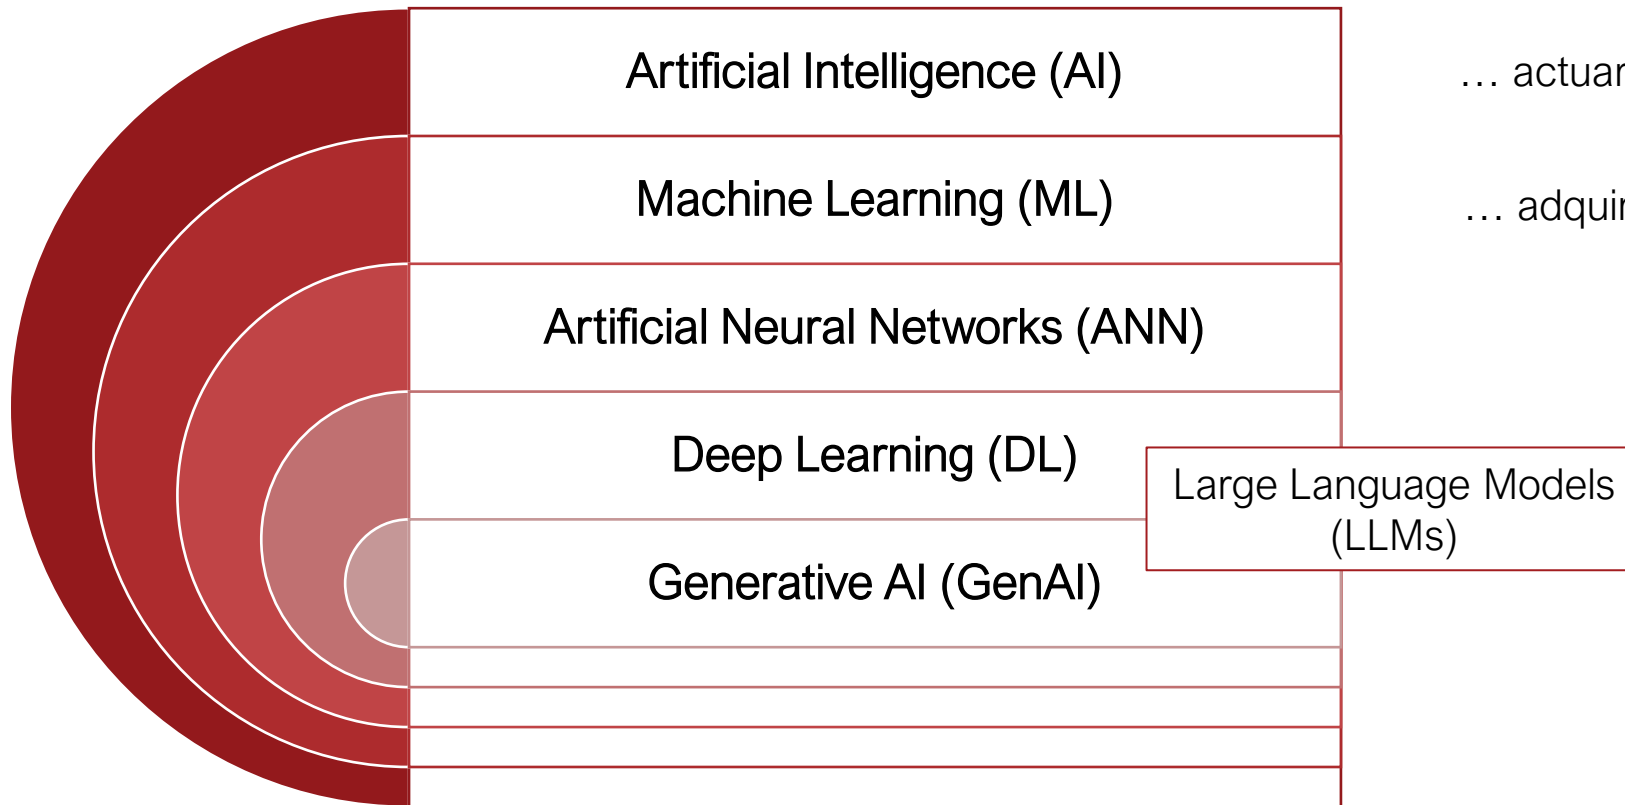 Artificial Intelligence (AI)
… actuar
Machine Learning (ML)
… adquir
Artificial Neural Networks (ANN)
Deep Learning (DL)
Large Language Models
(LLMs)
Generative AI (GenAI)